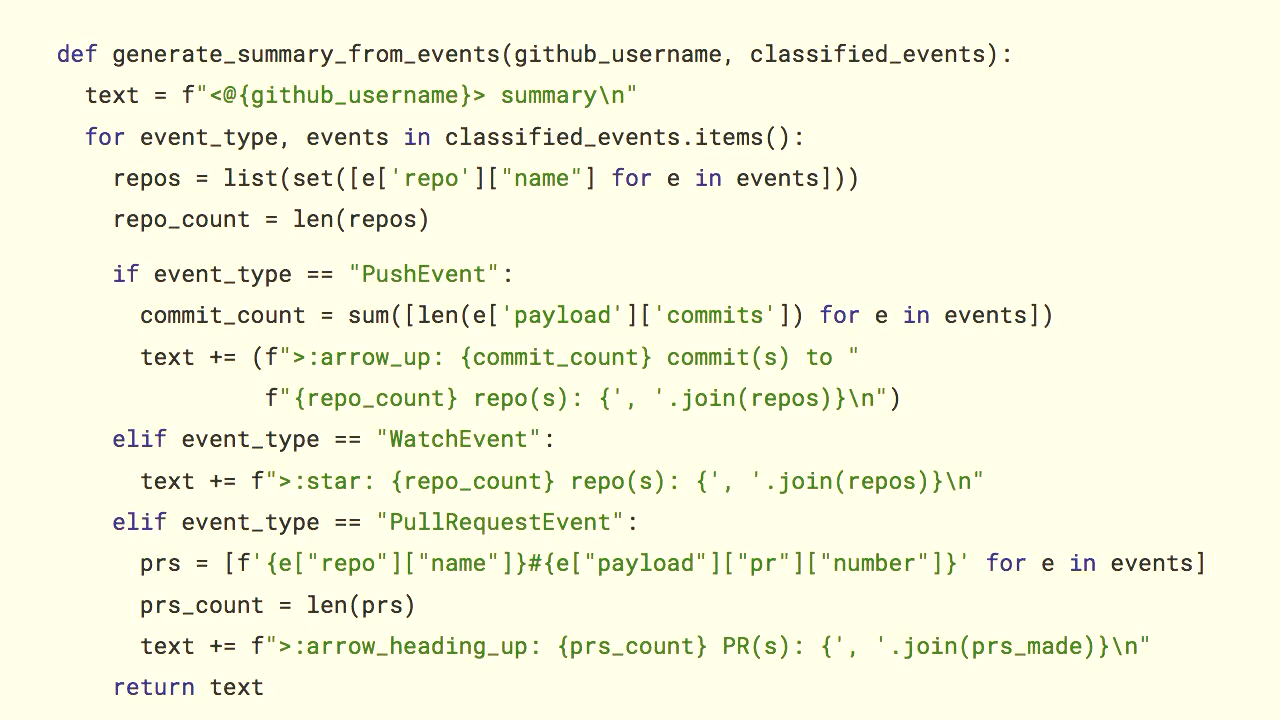 def generate_summary_from_events(github_username, classified_events):
  text = f"<@{github_username}> summary\n"
  for event_type, events in classified_events.items():
    repos = list(set([e['repo']["name"] for e in events]))
    repo_count = len(repos)
    if event_type == "PushEvent":
      commit_count = sum([len(e['payload']['commits']) for e in events])
      text += (f">:arrow_up: {commit_count} commit(s) to "
               f"{repo_count} repo(s): {', '.join(repos)}\n")
    elif event_type == "WatchEvent":
      text += f">:star: {repo_count} repo(s): {', '.join(repos)}\n"
    elif event_type == "PullRequestEvent":
      prs = [f'{e["repo"]["name"]}#{e["payload"]["pr"]["number"]}' for e in events]
      prs_count = len(prs)
      text += f">:arrow_heading_up: {prs_count} PR(s): {', '.join(prs_made)}\n"
    return text